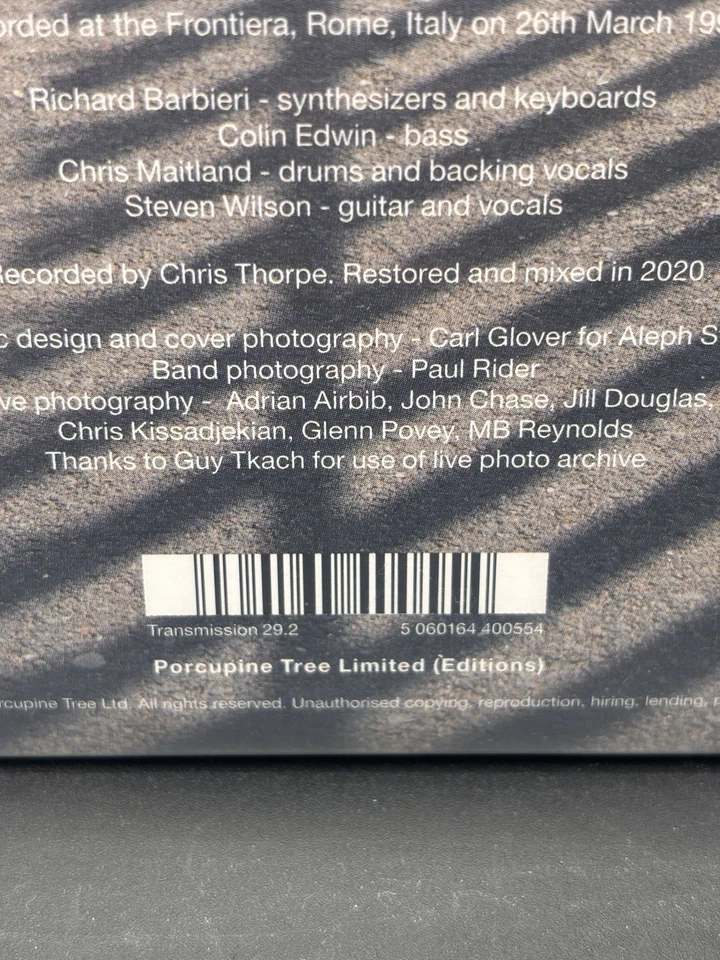 orded at the Frontiera, Rome, Italy on 26th March 19
Richard Barbieri - synthesizers and keyboards
Colin Edwin - bass
Chris Maitland - drums and backing vocals
Steven Wilson - guitar and vocals
Recorded by Chris Thorpe. Restored and mixed in 2020
c design and cover photography - Carl Glover for Aleph S
Band photography - Paul Rider
ve photography - Adrian Airbib, John Chase, Jill Douglas,
Chris Kissadjekian, Glenn Povey, MB Reynolds
Thanks to Guy Tkach for use of live photo archive
Transmission 29.2 5 060164 400554
Porcupine Tree Limited (Editions)
rcupine Tree Ltd. All rights reserved. Unauthorised copying, reproduction, hiring, lending,